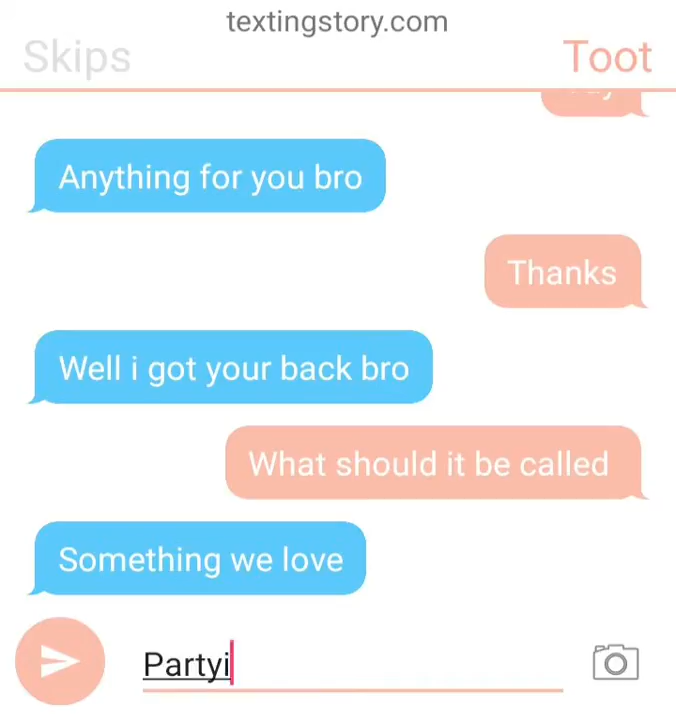 textingstory.com
Skips
Toot
Anything for you bro
Thanks
Well i got your back bro
What should it be called
Something we love
Partyi